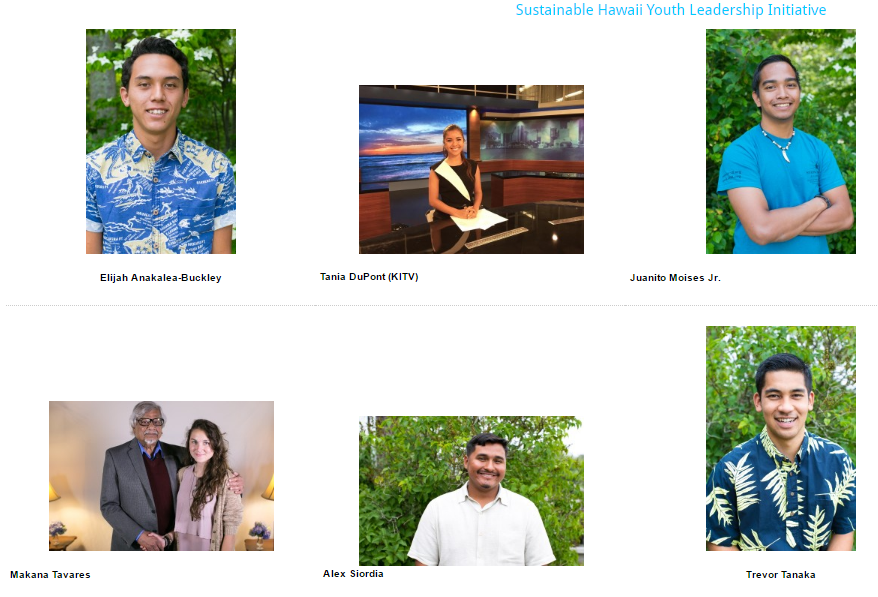 Sustainable Hawaii Youth Leadership Initiative
Elijah Anakalea-Buckley
Tania DuPont (KITV)
Juanito Moises Jr.
Makana Tavares
Alex Siordia
Trevor Tanaka